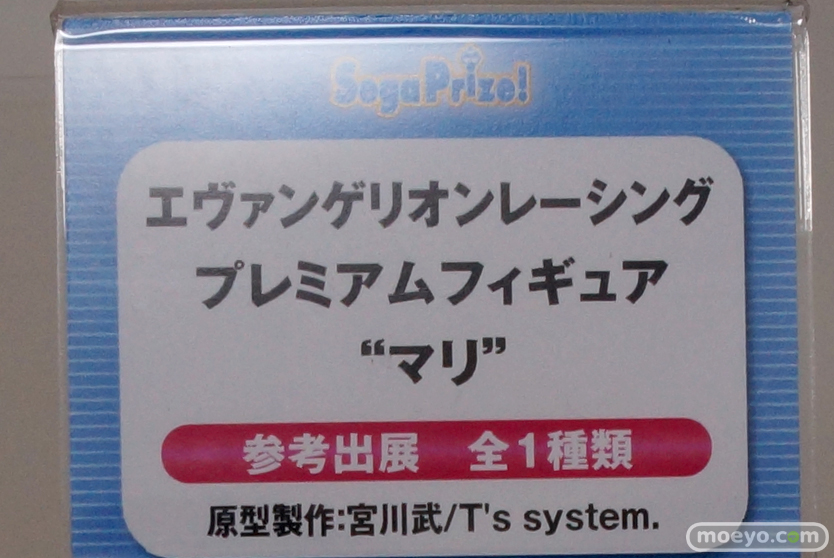 SegaPrize!
エヴァンゲリオンレーシング
プレミアムフィギュア
“マリ”
参考出展　全1種類
原型製作:宮川武/T's system.
moeyo.com